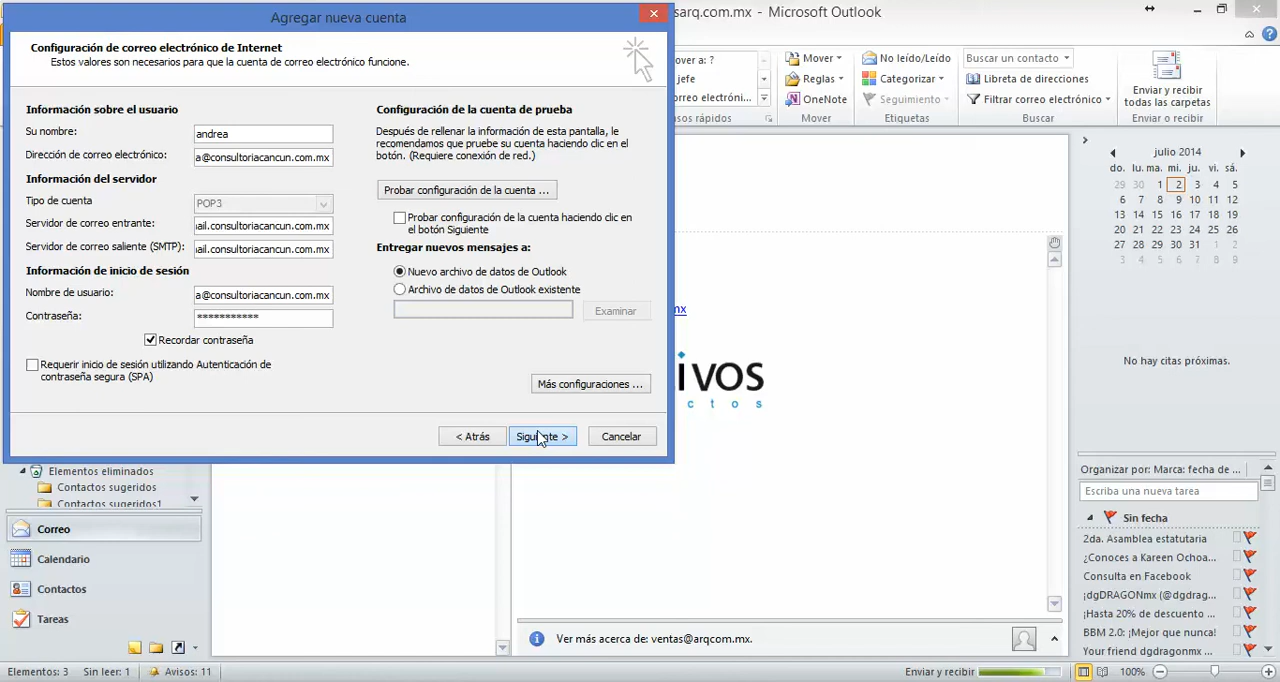 Agregar nueva cuenta
sarq.com.mx - Microsoft Outlook
Configuración de correo electrónico de Internet
Estos valores son necesarios para que la cuenta de correo electrónico funcione.
Información sobre el usuario
Su nombre:
andrea
Dirección de correo electrónico:
a@consultoriacancun.com.mx
Información del servidor
Tipo de cuenta
POP3
Servidor de correo entrante:
ail.consultoriacancun.com.mx
Servidor de correo saliente (SMTP):
ail.consultoriacancun.com.mx
Información de inicio de sesión
Nombre de usuario:
a@consultoriacancun.com.mx
Contraseña:
***********
Recordar contraseña
Requerir inicio de sesión utilizando Autenticación de
contraseña segura (SPA)
Configuración de la cuenta de prueba
Después de rellenar la información de esta pantalla, le
recomendamos que pruebe su cuenta haciendo clic en el
botón. (Requiere conexión de red.)
Probar configuración de la cuenta ...
Probar configuración de la cuenta haciendo clic en
el botón Siguiente
Entregar nuevos mensajes a:
Nuevo archivo de datos de Outlook
Archivo de datos de Outlook existente
Examinar
Más configuraciones ...
< Atrás
Siguiente >
Cancelar
over a: ?
jefe
orreo electróni...
sos rápidos
Mover
Reglas
OneNote
Mover
No leído/Leído
Categorizar
Seguimiento
Etiquetas
Buscar un contacto
Libreta de direcciones
Filtrar correo electrónico
Buscar
Enviar y recibir
todas las carpetas
Enviar o recibir
mx
ivos
c t o s
julio 2014
do. lu. ma. mi. ju. vi. sá.
29 30 1 2 3 4 5
6 7 8 9 10 11 12
13 14 15 16 17 18 19
20 21 22 23 24 25 26
27 28 29 30 31 1 2
3 4 5 6 7 8 9
No hay citas próximas.
Organizar por: Marca: fecha de ...
Escriba una nueva tarea
Sin fecha
2da. Asamblea estatutaria
¿Conoces a Kareen Ochoa...
Consulta en Facebook
¡dgDRAGONmx (@dgdrag...
¡Hasta 20% de descuento ...
BBM 2.0: ¡Mejor que nunca!
Your friend dgdragonmx ...
Elementos eliminados
Contactos sugeridos
Contactos sugeridos1
Correo
Calendario
Contactos
Tareas
Ver más acerca de: ventas@arqcom.mx.
Elementos: 3 Sin leer: 1 Avisos: 11
Enviar y recibir
100%